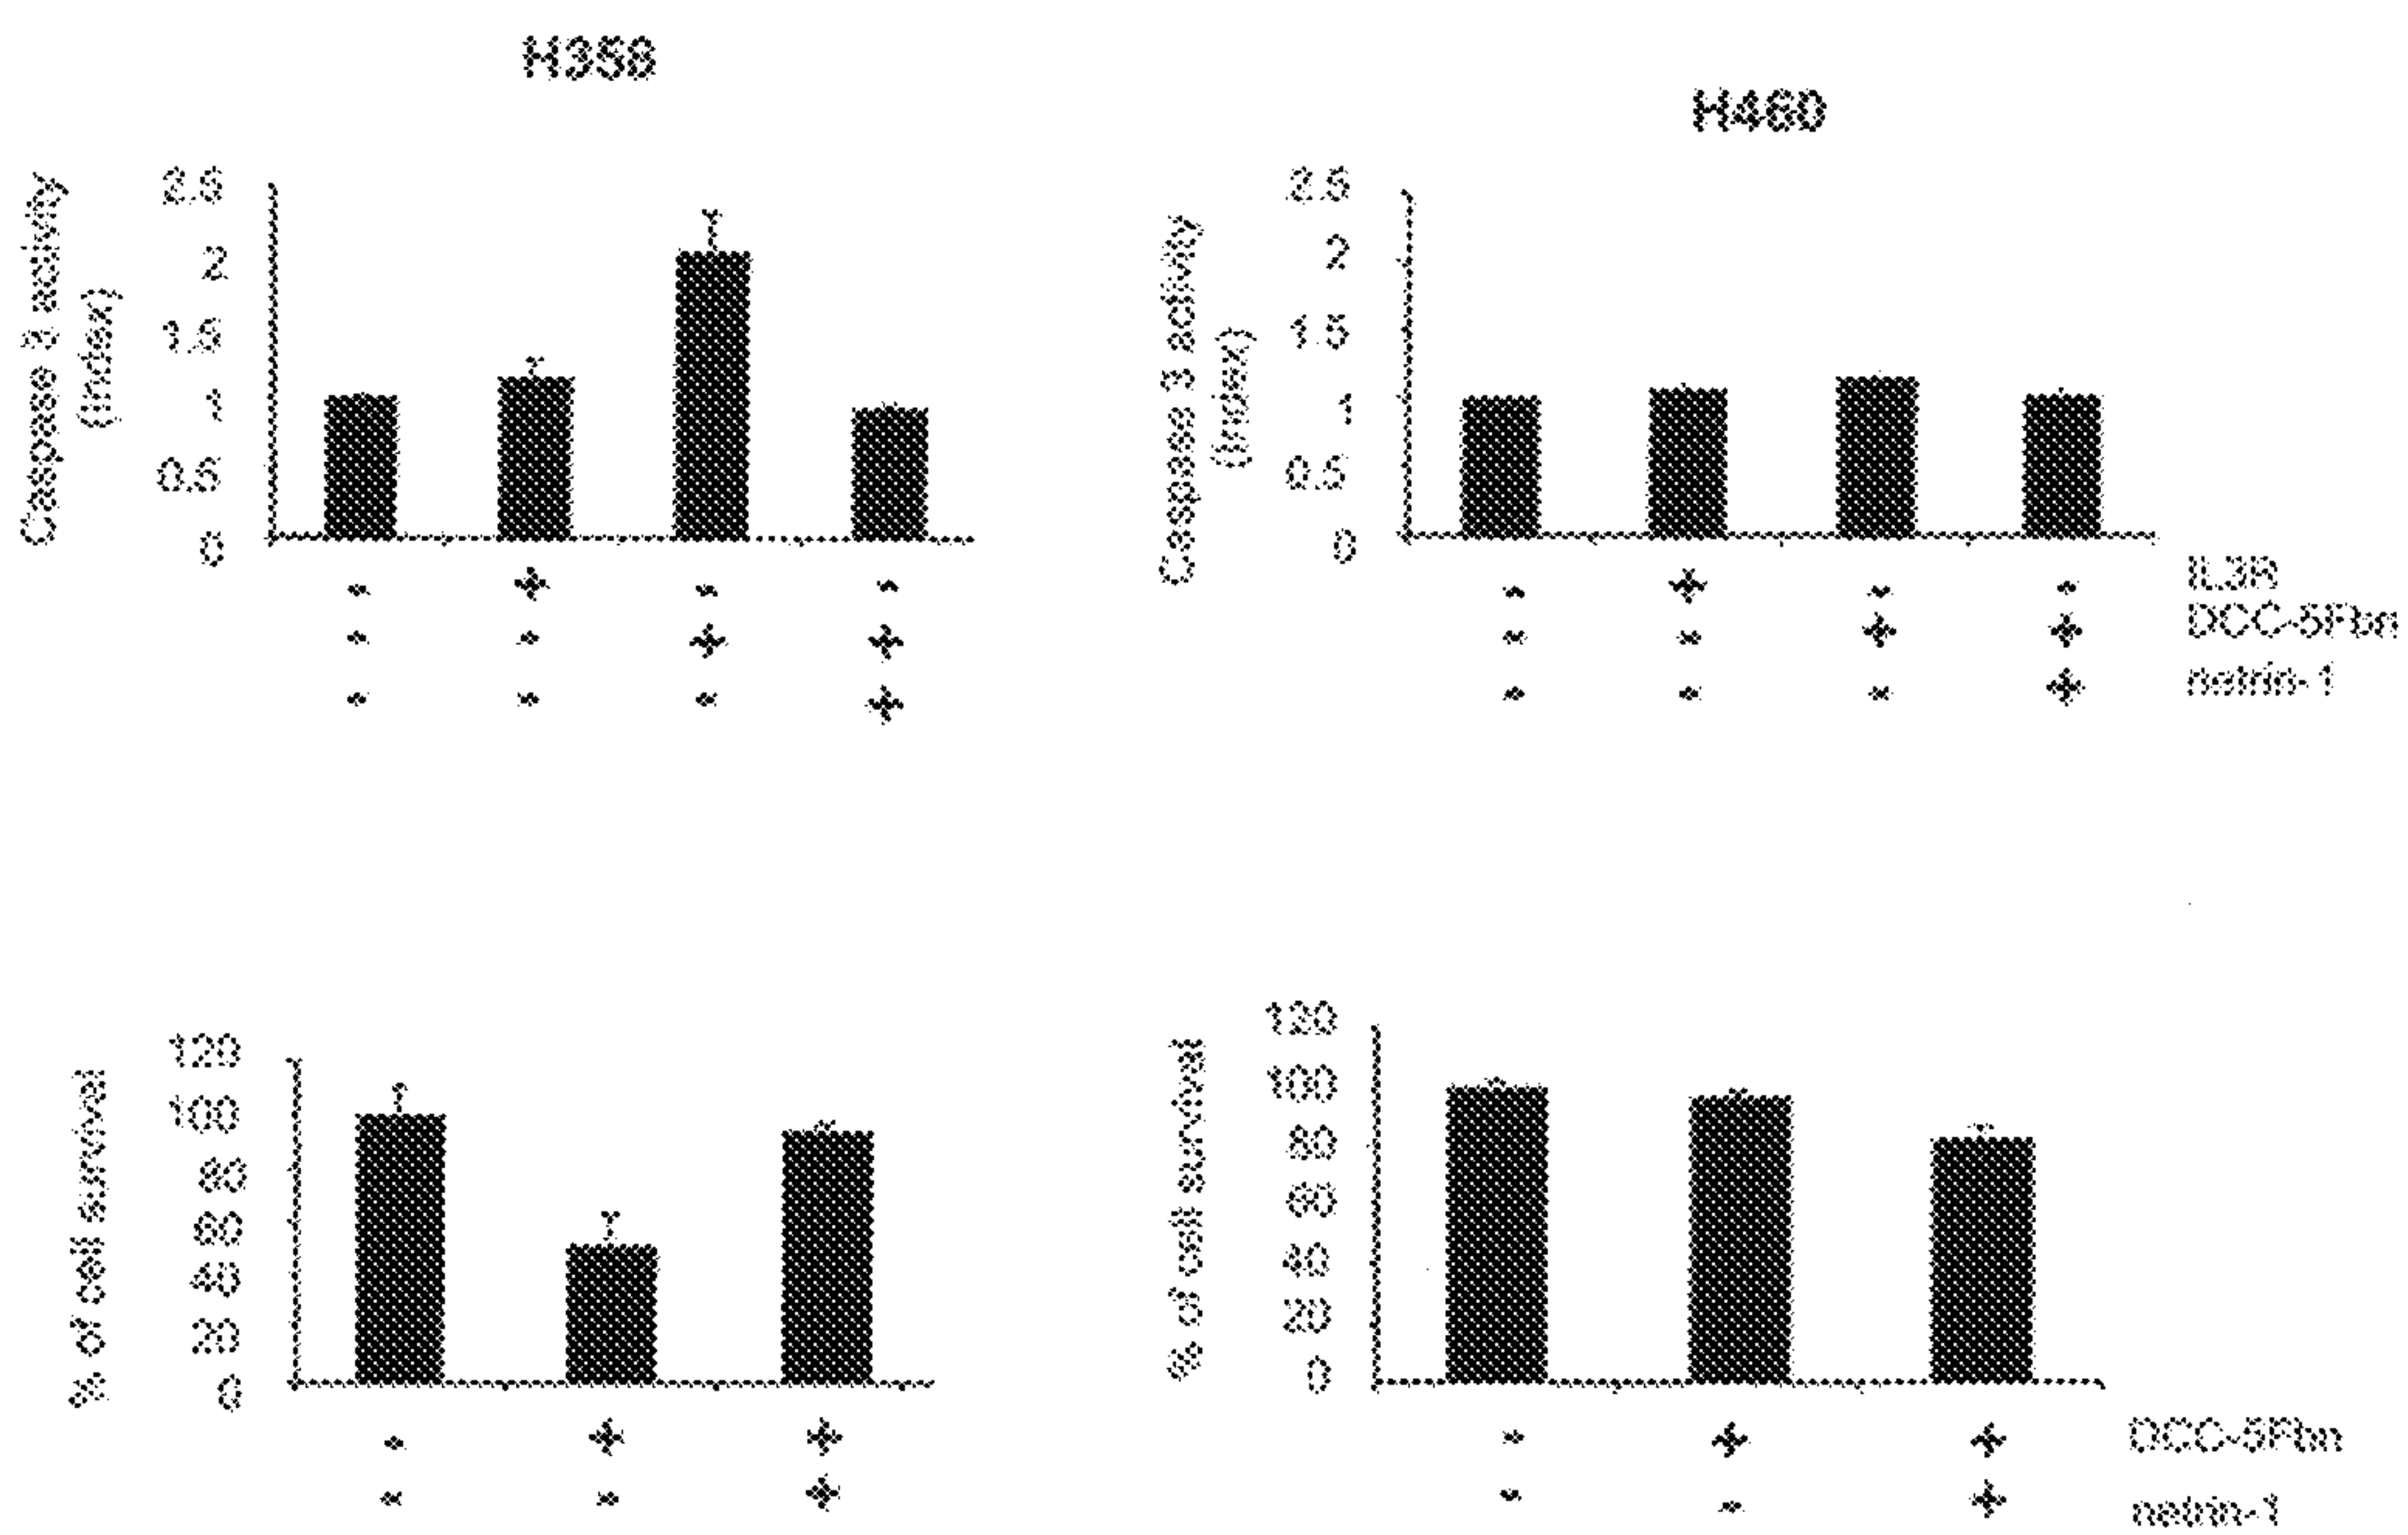 H358
H460
Caspase 3 activity
(index)
2.5
2
1.5
1
0.5
0
- + - -
- - + +
- - - +
Caspase 3 activity
(index)
2.5
2
1.5
1
0.5
0
- + - - IL3R
- - + + DCC-5Fbn
- - - + netrin-1
% of cell survival
120
100
80
60
40
20
0
- + +
- - +
% of cell survival
120
100
80
60
40
20
0
- + + DCC-5Fbn
- - + netrin-1